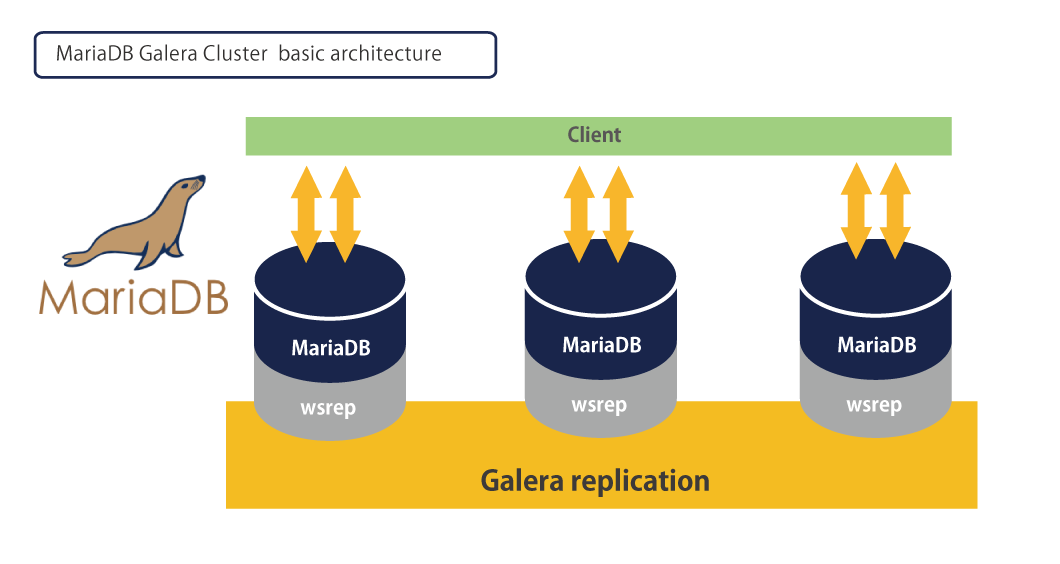 MariaDB Galera Cluster  basic architecture
Client
MariaDB
MariaDB
MariaDB
MariaDB
wsrep
wsrep
wsrep
Galera replication